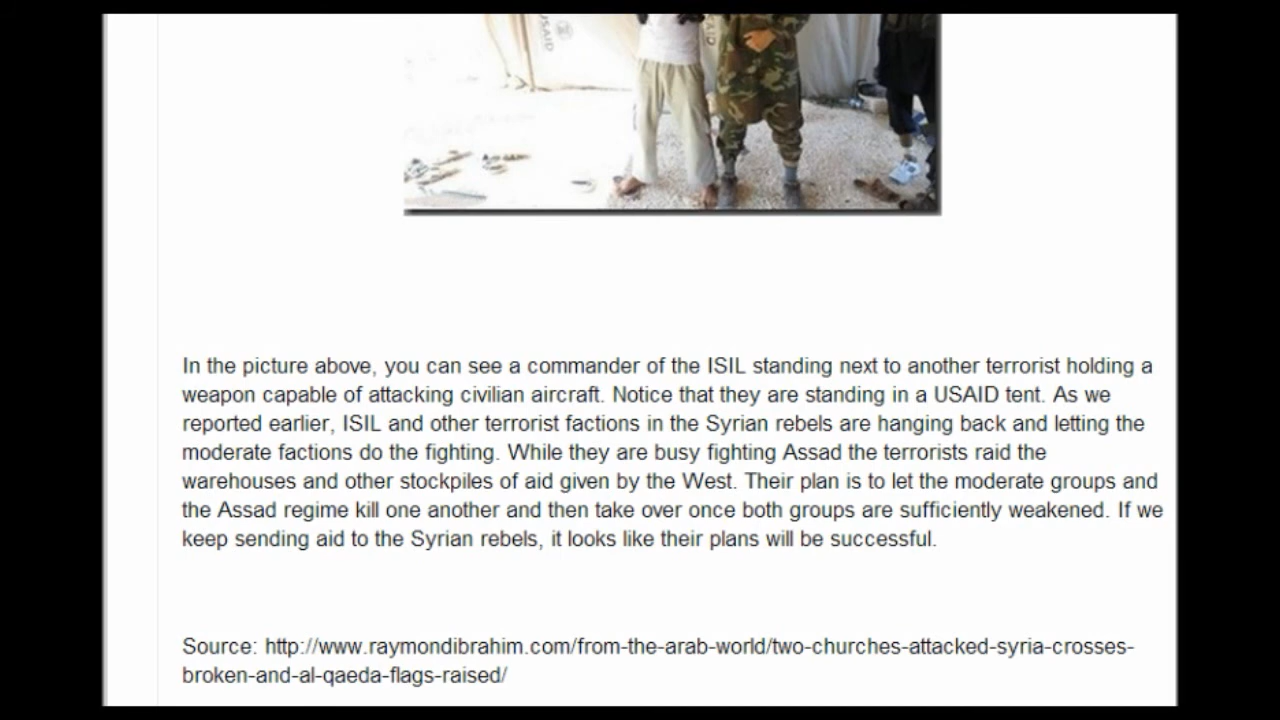 USAID
In the picture above, you can see a commander of the ISIL standing next to another terrorist holding a
weapon capable of attacking civilian aircraft. Notice that they are standing in a USAID tent. As we
reported earlier, ISIL and other terrorist factions in the Syrian rebels are hanging back and letting the
moderate factions do the fighting. While they are busy fighting Assad the terrorists raid the
warehouses and other stockpiles of aid given by the West. Their plan is to let the moderate groups and
the Assad regime kill one another and then take over once both groups are sufficiently weakened. If we
keep sending aid to the Syrian rebels, it looks like their plans will be successful.
Source: http://www.raymondibrahim.com/from-the-arab-world/two-churches-attacked-syria-crosses-
broken-and-al-qaeda-flags-raised/